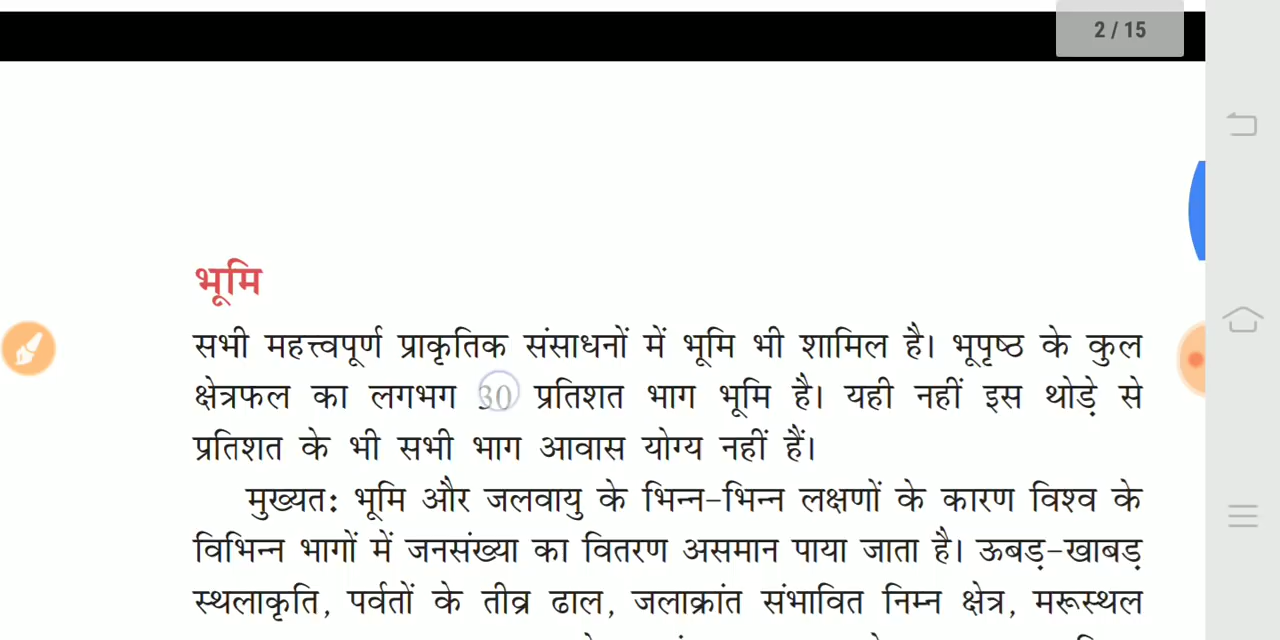 2 / 15
भूमि
सभी महत्त्वपूर्ण प्राकृतिक संसाधनों में भूमि भी शामिल है। भूपृष्ठ के कुल
क्षेत्रफल का लगभग 30 प्रतिशत भाग भूमि है। यही नहीं इस थोड़े से
प्रतिशत के भी सभी भाग आवास योग्य नहीं हैं।
मुख्यत: भूमि और जलवायु के भिन्न-भिन्न लक्षणों के कारण विश्व के
विभिन्न भागों में जनसंख्या का वितरण असमान पाया जाता है। ऊबड़-खाबड़
स्थलाकृति, पर्वतों के तीव्र ढाल, जलाक्रांत संभावित निम्न क्षेत्र, मरूस्थल